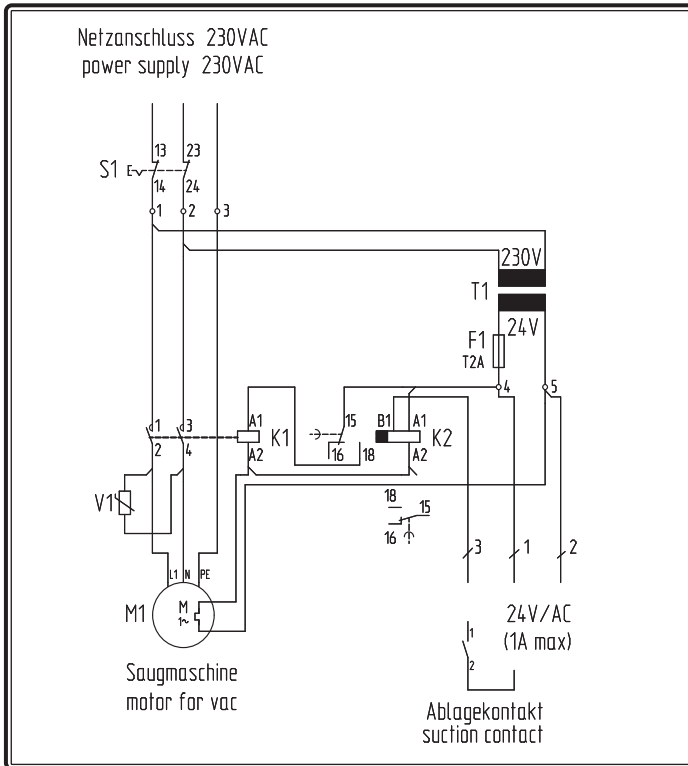 Netzanschluss 230VAC
power supply 230VAC
13 23
S1
14 24
1 2 3
230V
T1
24V
F1
T2A
4 5
1 3
A1
K1
A2
2 4
15
16 18
B1 A1
K2
A2
V1
18
15
16
3 1 2
L1 N PE
M1
M
1~
24V/AC
(1A max)
1
2
Saugmaschine
motor for vac
Ablagekontakt
suction contact